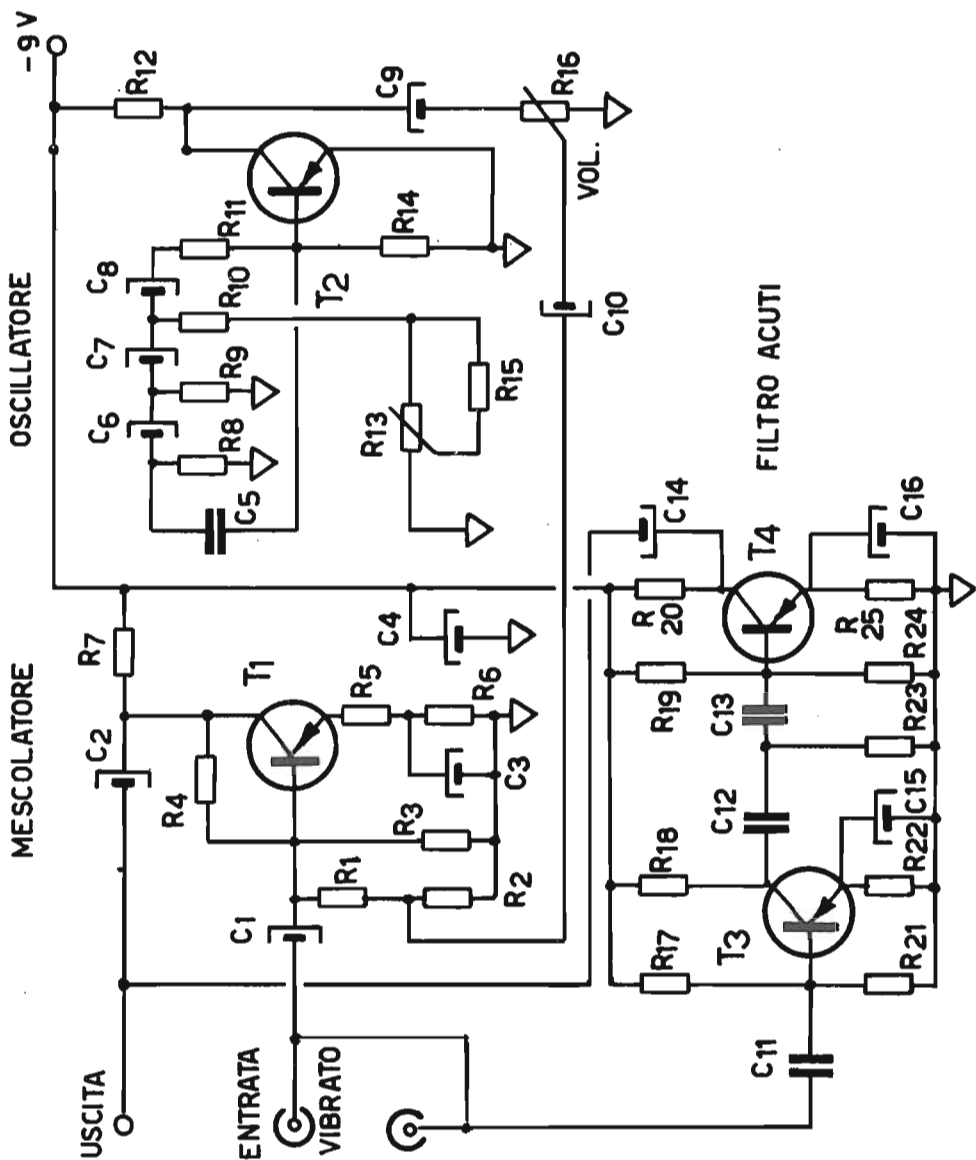 MESCOLATORE
OSCILLATORE
-9 V
USCITA
C2
R7
C6
C7
C8
R12
R4
R8
R9
R10
R11
C9
C1
T1
C5
ENTRATA
VIBRATO
R1
R3
R5
C4
R13
T2
R14
R16
VOL.
R2
C3
R6
R15
C10
R17
R18
C12
R19
R
20
C14
FILTRO ACUTI
C11
T3
C13
T4
R21
R22
C15
R23
R24
R
25
C16